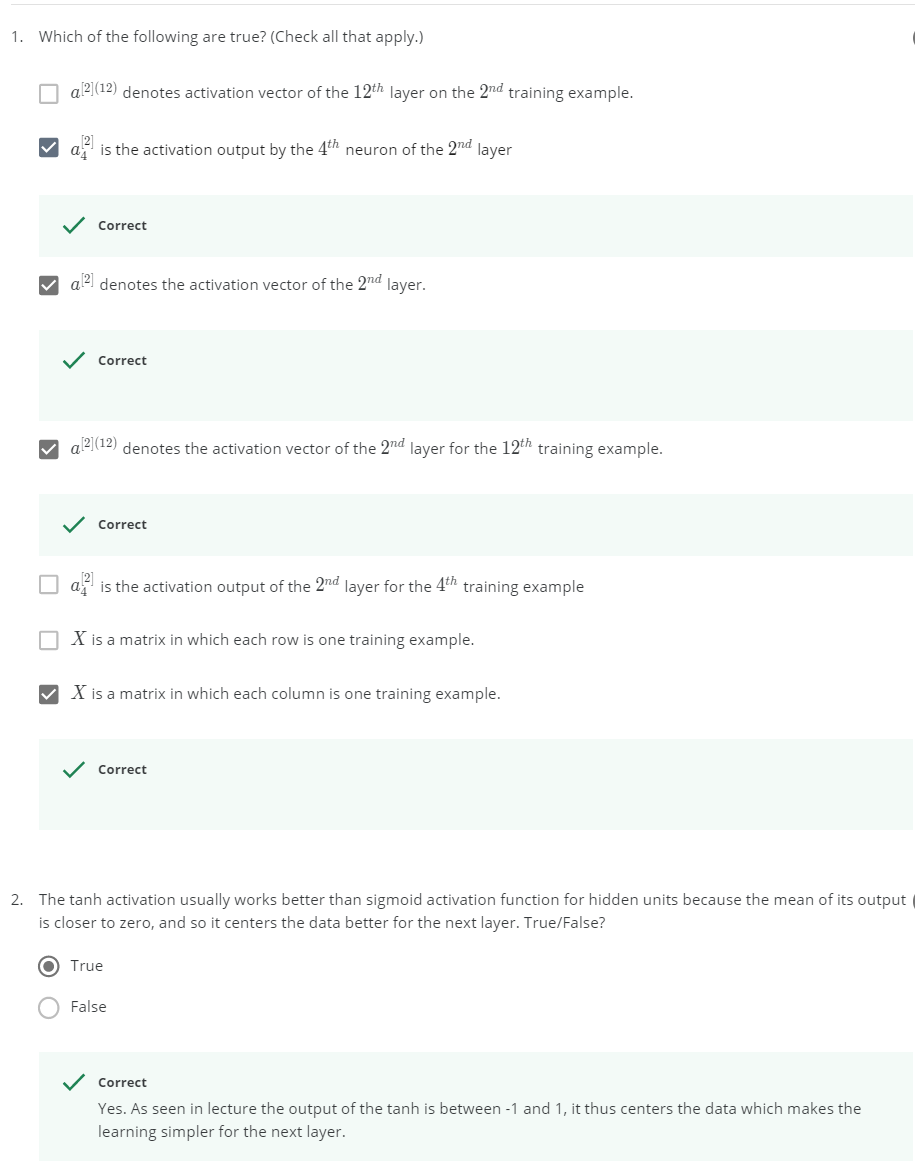 1. Which of the following are true? (Check all that apply.)
a^[2](12) denotes activation vector of the 12^th layer on the 2^nd training example.
a_4^[2] is the activation output by the 4^th neuron of the 2^nd layer
Correct
a^[2] denotes the activation vector of the 2^nd layer.
Correct
a^[2](12) denotes the activation vector of the 2^nd layer for the 12^th training example.
Correct
a_4^[2] is the activation output of the 2^nd layer for the 4^th training example
X is a matrix in which each row is one training example.
X is a matrix in which each column is one training example.
Correct
2. The tanh activation usually works better than sigmoid activation function for hidden units because the mean of its output
is closer to zero, and so it centers the data better for the next layer. True/False?
True
False
Correct
Yes. As seen in lecture the output of the tanh is between -1 and 1, it thus centers the data which makes the
learning simpler for the next layer.